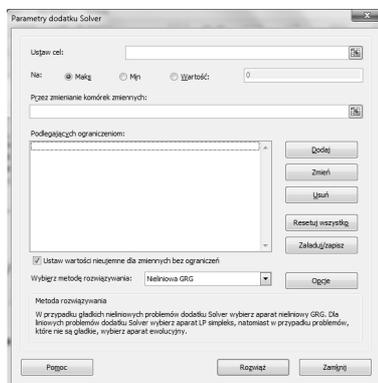 Parametry dodatku Solver
Ustaw cel:
Na: Maks Min Wartość: 0
Przez zmienianie komórek zmiennych:
Podlegających ograniczeniom:
Dodaj
Zmień
Usuń
Resetuj wszystko
Załaduj/zapisz
Ustaw wartości nieujemne dla zmiennych bez ograniczeń
Wybierz metodę rozwiązywania: Nieliniowa GRG Opcje
Metoda rozwiązywania
W przypadku gładkich nieliniowych problemów dodatku Solver wybierz aparat nieliniowy GRG. Dla
liniowych problemów dodatku Solver wybierz aparat LP simpleks, natomiast w przypadku problemów,
które nie są gładkie, wybierz aparat ewolucyjny.
Pomoc Rozwiąż Zamknij